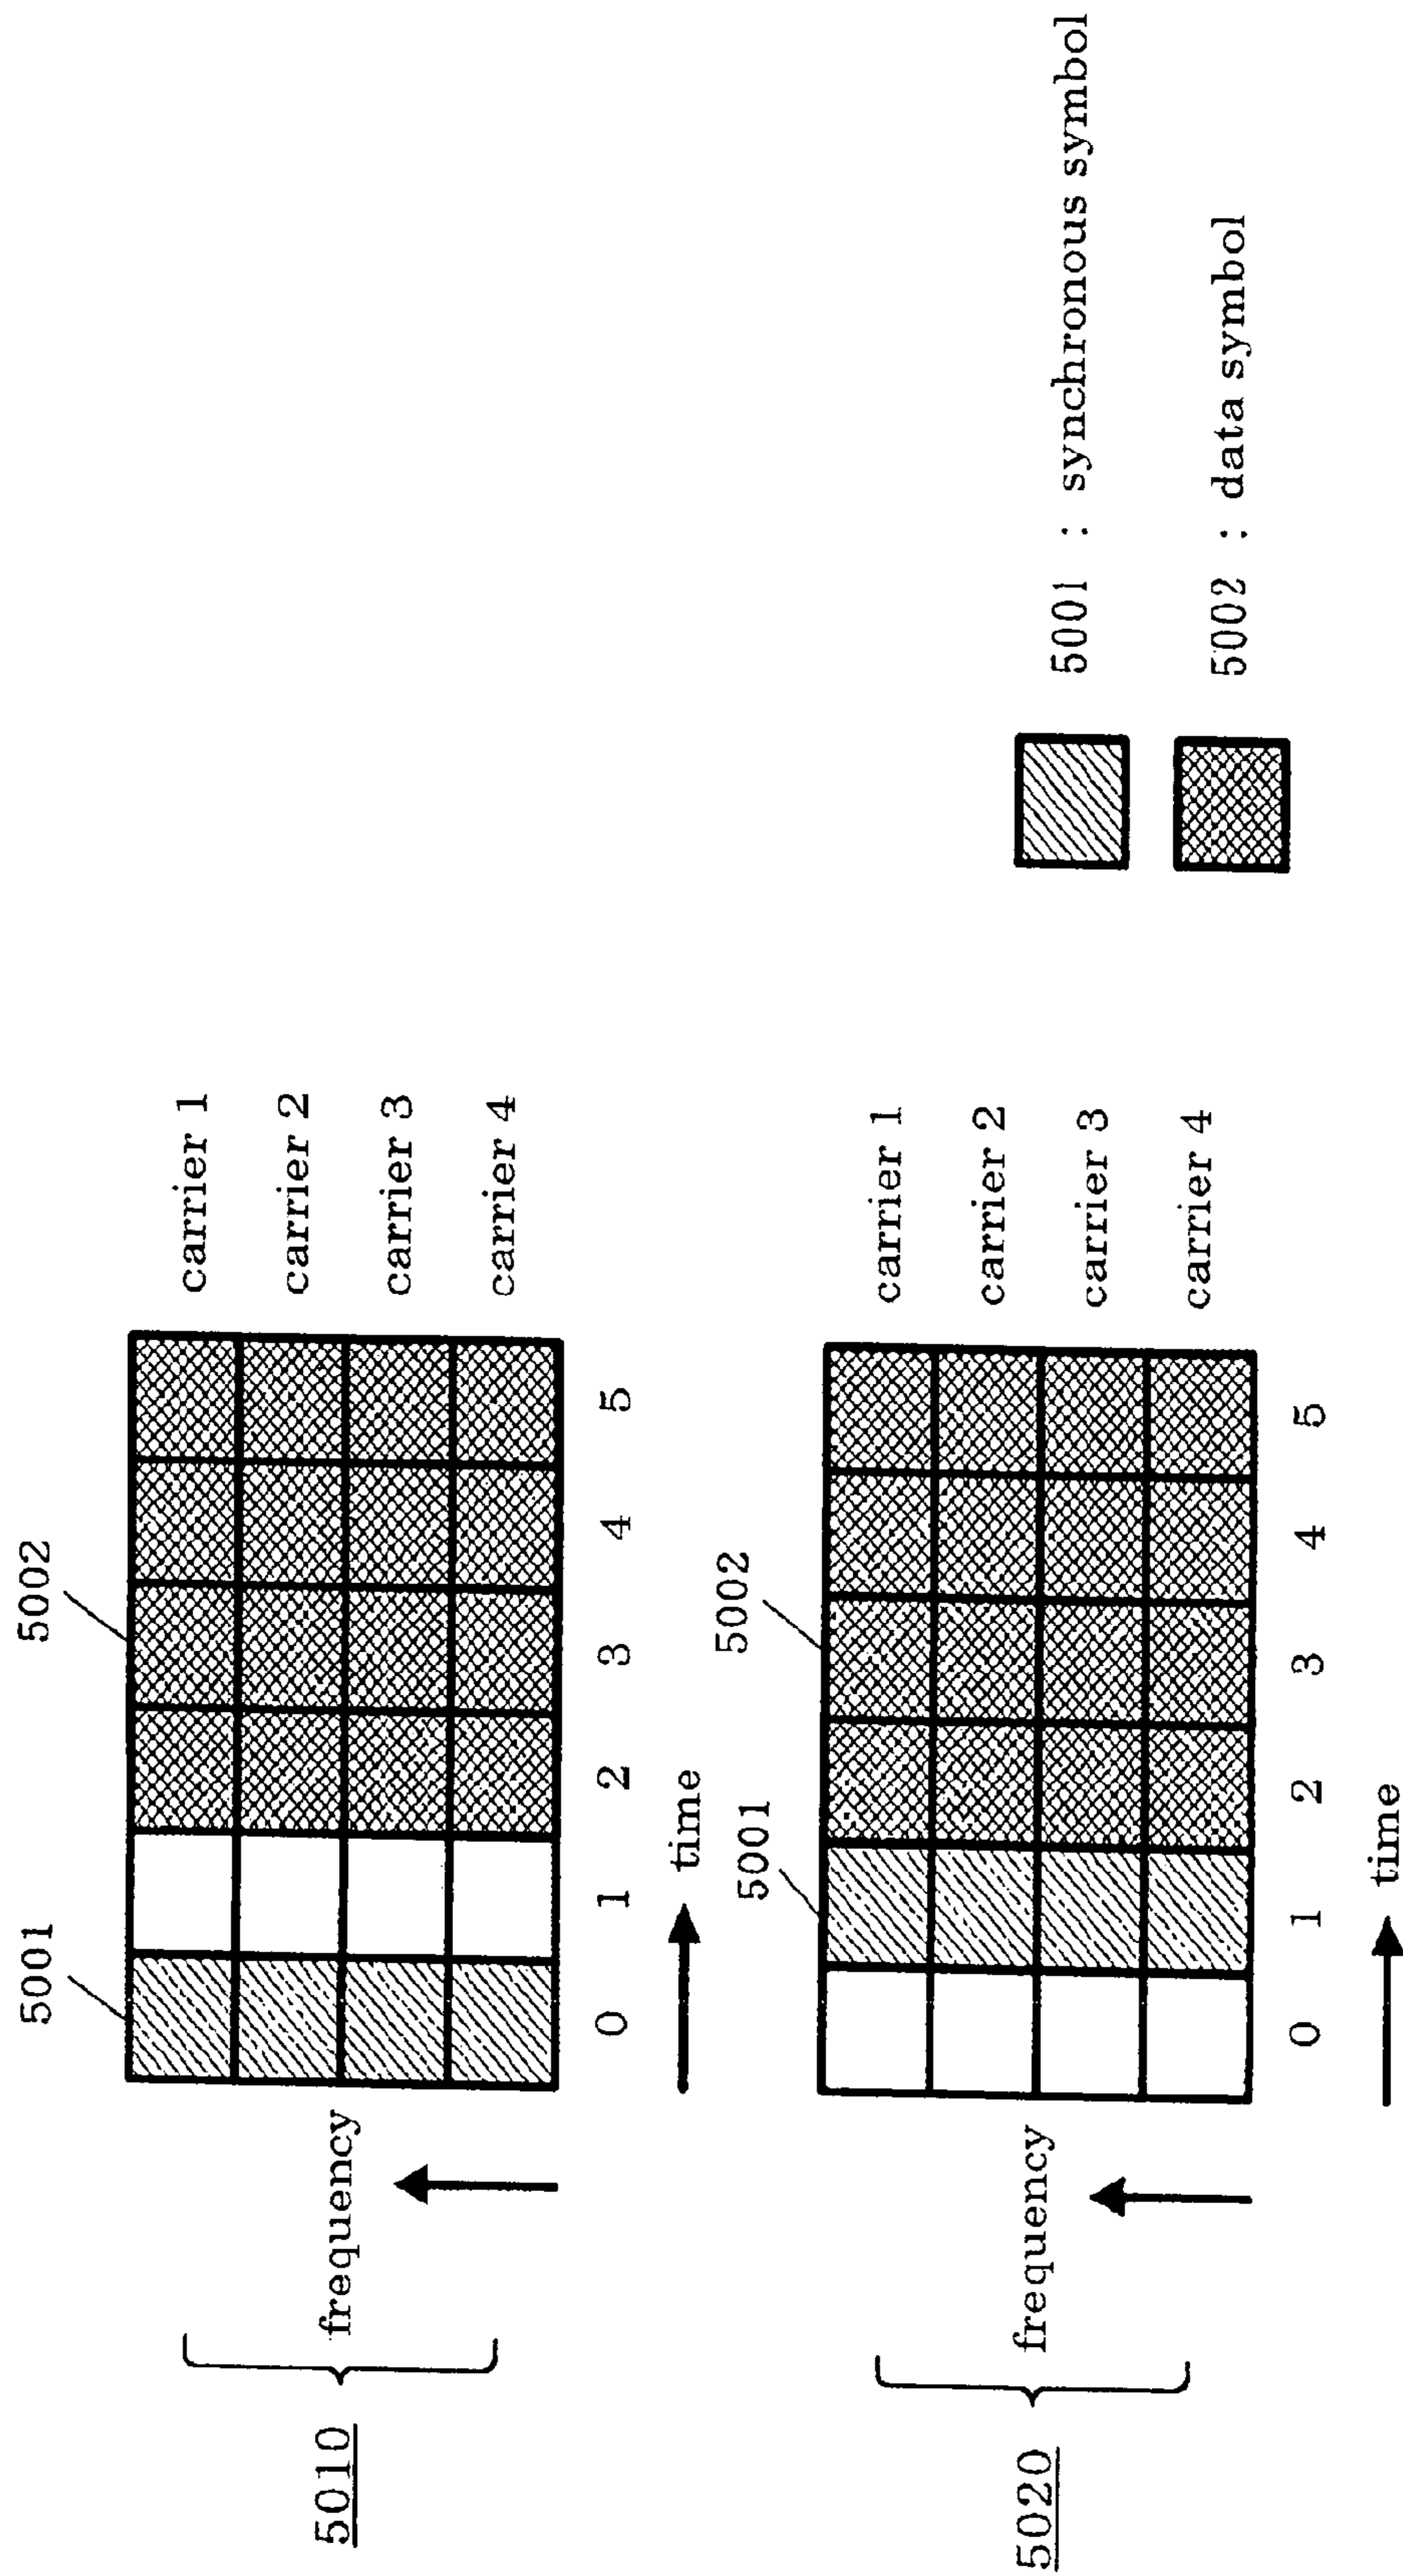 5001
5002
carrier 1
carrier 2
carrier 3
carrier 4
5010
frequency
0 1 2 3 4 5
time
5001
5002
carrier 1
carrier 2
carrier 3
carrier 4
5020
frequency
0 1 2 3 4 5
time
5001 : synchronous symbol
5002 : data symbol